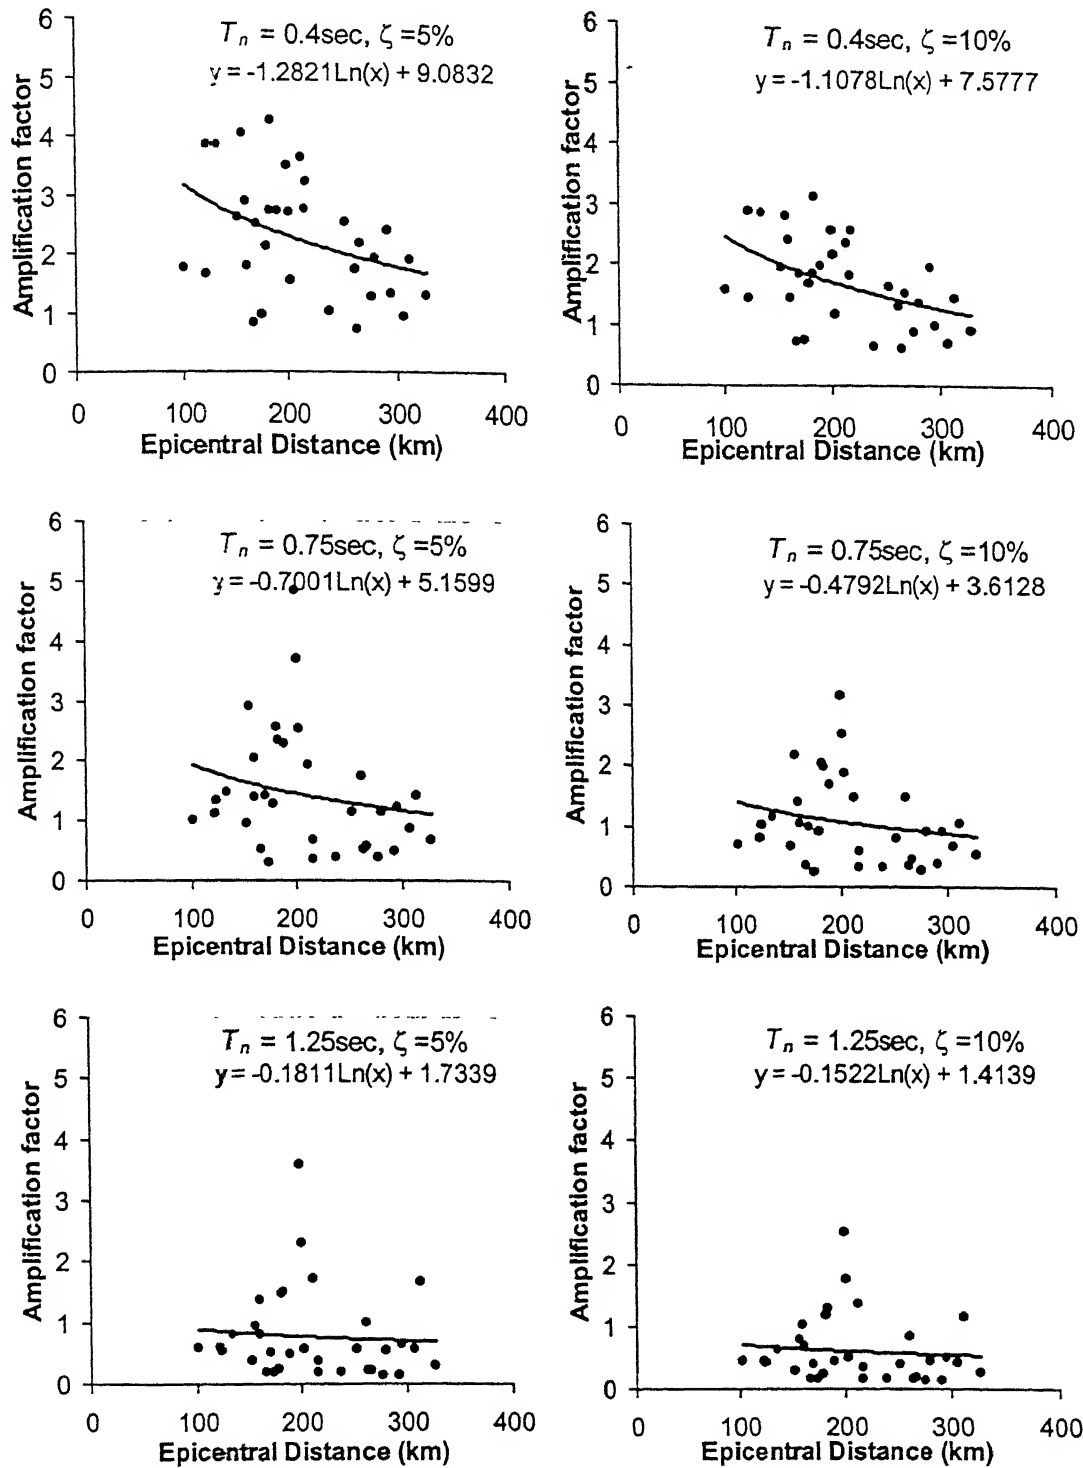 T_n = 0.4sec, ζ =5%
y = -1.2821Ln(x) + 9.0832
Amplification factor
6
5
4
3
2
1
0
0 100 200 300 400
Epicentral Distance (km)
T_n = 0.4sec, ζ =10%
y = -1.1078Ln(x) + 7.5777
Amplification factor
6
5
4
3
2
1
0
0 100 200 300 400
Epicentral Distance (km)
T_n = 0.75sec, ζ =5%
y = -0.7001Ln(x) + 5.1599
Amplification factor
6
5
4
3
2
1
0
0 100 200 300 400
Epicentral Distance (km)
T_n = 0.75sec, ζ =10%
y = -0.4792Ln(x) + 3.6128
Amplification factor
6
5
4
3
2
1
0
0 100 200 300 400
Epicentral Distance (km)
T_n = 1.25sec, ζ =5%
y = -0.1811Ln(x) + 1.7339
Amplification factor
6
5
4
3
2
1
0
0 100 200 300 400
Epicentral Distance (km)
T_n = 1.25sec, ζ =10%
y = -0.1522Ln(x) + 1.4139
Amplification factor
6
5
4
3
2
1
0
0 100 200 300 400
Epicentral Distance (km)